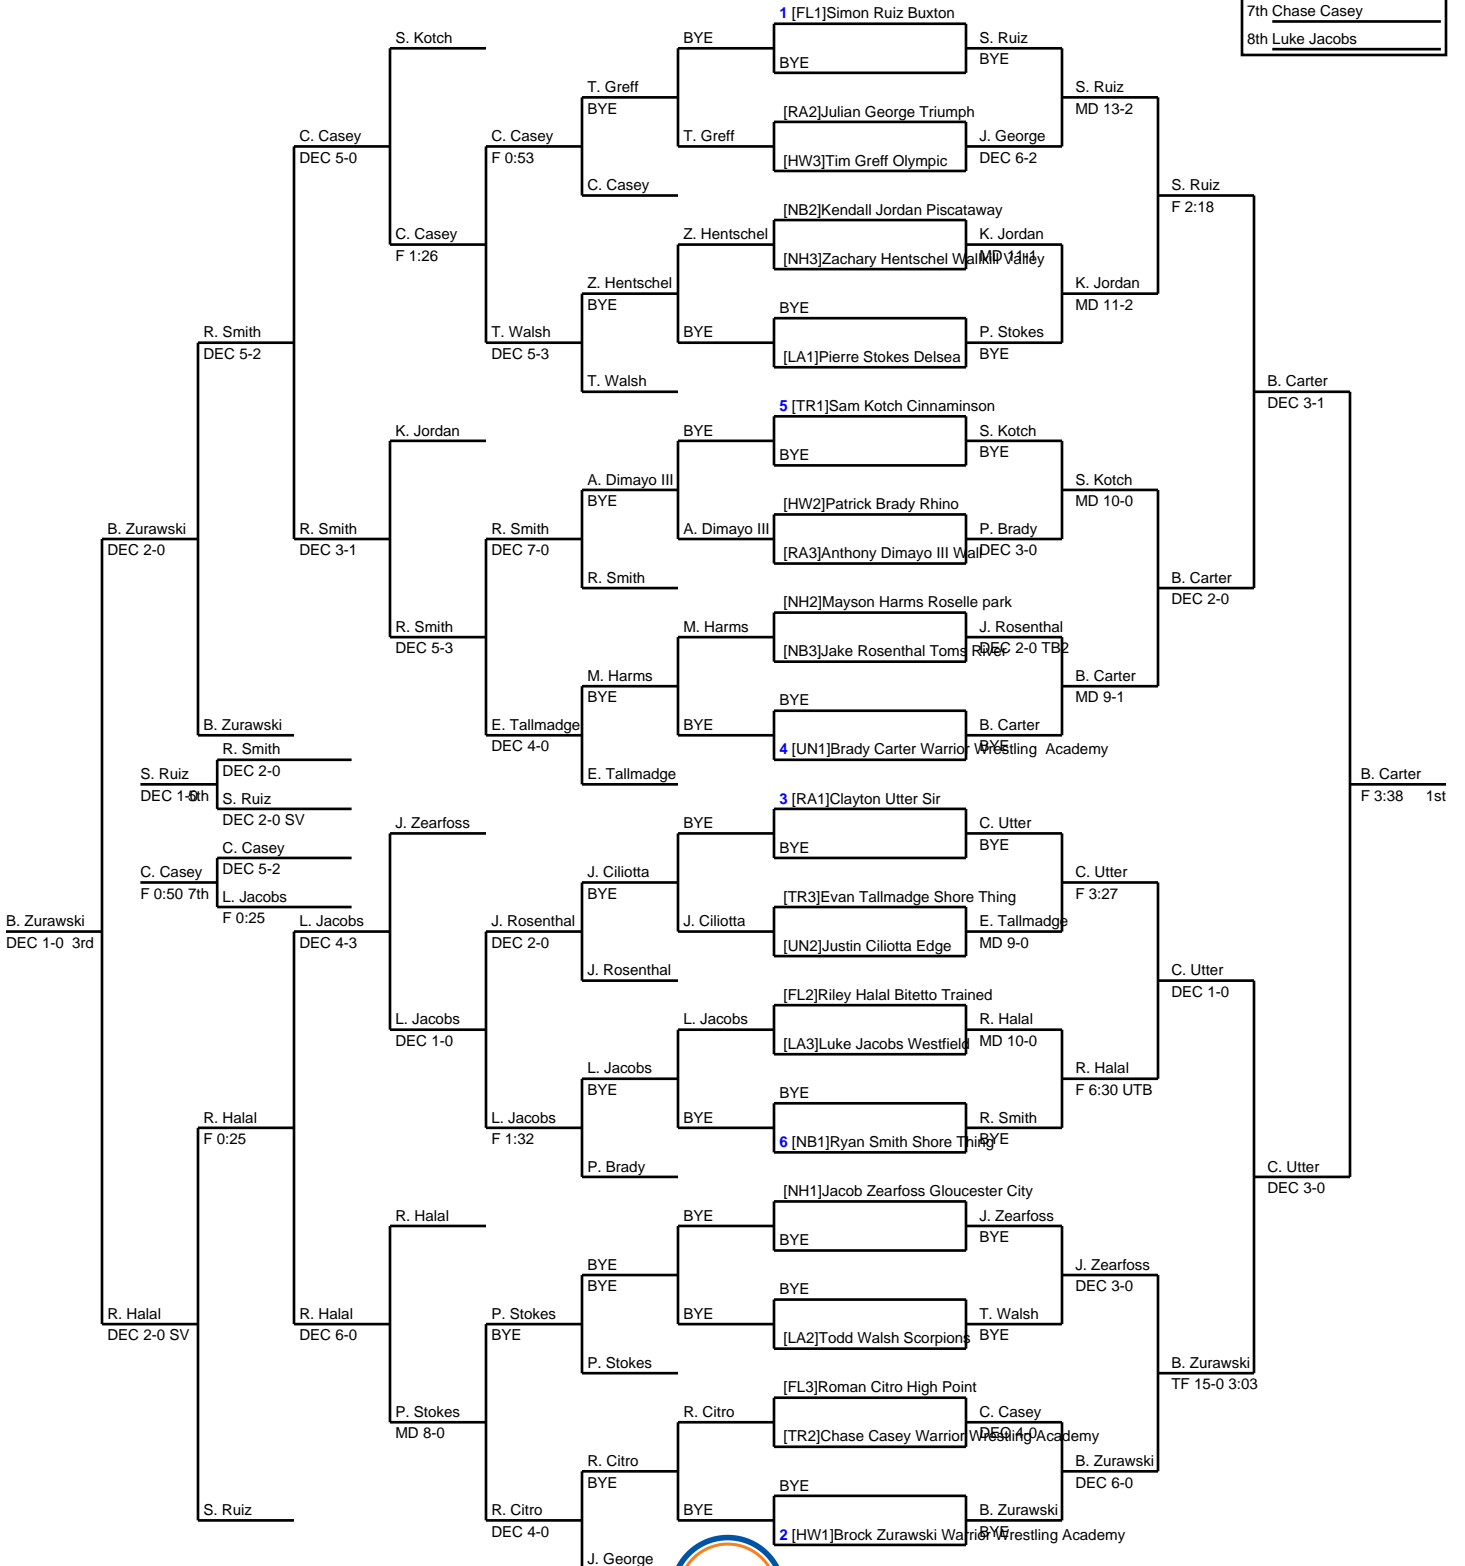 7th Chase Casey
8th Luke Jacobs
1 [FL1]Simon Ruiz Buxton
BYE
[RA2]Julian George Triumph
[HW3]Tim Greff Olympic
[NB2]Kendall Jordan Piscataway
[NH3]Zachary Hentschel Wallkill Valley
BYE
[LA1]Pierre Stokes Delsea
5 [TR1]Sam Kotch Cinnaminson
BYE
[HW2]Patrick Brady Rhino
[RA3]Anthony Dimayo III Wall
[NH2]Mayson Harms Roselle park
[NB3]Jake Rosenthal Toms River
BYE
4 [UN1]Brady Carter Warrior Wrestling Academy
3 [RA1]Clayton Utter Sir
BYE
[TR3]Evan Tallmadge Shore Thing
[UN2]Justin Ciliotta Edge
[FL2]Riley Halal Bitetto Trained
[LA3]Luke Jacobs Westfield
BYE
6 [NB1]Ryan Smith Shore Thing
[NH1]Jacob Zearfoss Gloucester City
BYE
BYE
[LA2]Todd Walsh Scorpions
[FL3]Roman Citro High Point
[TR2]Chase Casey Warrior Wrestling Academy
BYE
2 [HW1]Brock Zurawski Warrior Wrestling Academy
S. Ruiz
BYE
J. George
DEC 6-2
K. Jordan
MD 11-1
P. Stokes
BYE
S. Kotch
BYE
P. Brady
DEC 3-0
J. Rosenthal
DEC 2-0 TB2
B. Carter
BYE
C. Utter
BYE
E. Tallmadge
MD 9-0
R. Halal
MD 10-0
R. Smith
BYE
J. Zearfoss
BYE
T. Walsh
BYE
C. Casey
DEC 4-0
B. Zurawski
BYE
S. Ruiz
MD 13-2
K. Jordan
MD 11-2
S. Kotch
MD 10-0
B. Carter
MD 9-1
C. Utter
F 3:27
R. Halal
F 6:30 UTB
J. Zearfoss
DEC 3-0
B. Zurawski
DEC 6-0
S. Ruiz
F 2:18
B. Carter
DEC 2-0
C. Utter
DEC 1-0
B. Zurawski
TF 15-0 3:03
B. Carter
DEC 3-1
C. Utter
DEC 3-0
B. Carter
F 3:38 1st
BYE
T. Greff
Z. Hentschel
BYE
BYE
A. Dimayo III
M. Harms
BYE
BYE
J. Ciliotta
L. Jacobs
BYE
BYE
BYE
R. Citro
BYE
T. Greff
BYE
C. Casey
Z. Hentschel
BYE
T. Walsh
A. Dimayo III
BYE
R. Smith
M. Harms
BYE
E. Tallmadge
J. Ciliotta
BYE
J. Rosenthal
L. Jacobs
BYE
P. Brady
BYE
BYE
P. Stokes
R. Citro
BYE
J. George
C. Casey
F 0:53
T. Walsh
DEC 5-3
R. Smith
DEC 7-0
E. Tallmadge
DEC 4-0
J. Rosenthal
DEC 2-0
L. Jacobs
F 1:32
P. Stokes
BYE
R. Citro
DEC 4-0
S. Kotch
C. Casey
F 1:26
K. Jordan
R. Smith
DEC 5-3
J. Zearfoss
L. Jacobs
DEC 1-0
R. Halal
P. Stokes
MD 8-0
C. Casey
DEC 5-0
R. Smith
DEC 3-1
L. Jacobs
DEC 4-3
R. Halal
DEC 6-0
R. Smith
DEC 5-2
B. Zurawski
R. Halal
F 0:25
S. Ruiz
B. Zurawski
DEC 2-0
R. Halal
DEC 2-0 SV
B. Zurawski
DEC 1-0 3rd
R. Smith
DEC 2-0
S. Ruiz
DEC 2-0 SV
S. Ruiz
DEC 1-0 5th
C. Casey
DEC 5-2
L. Jacobs
F 0:25
C. Casey
F 0:50 7th